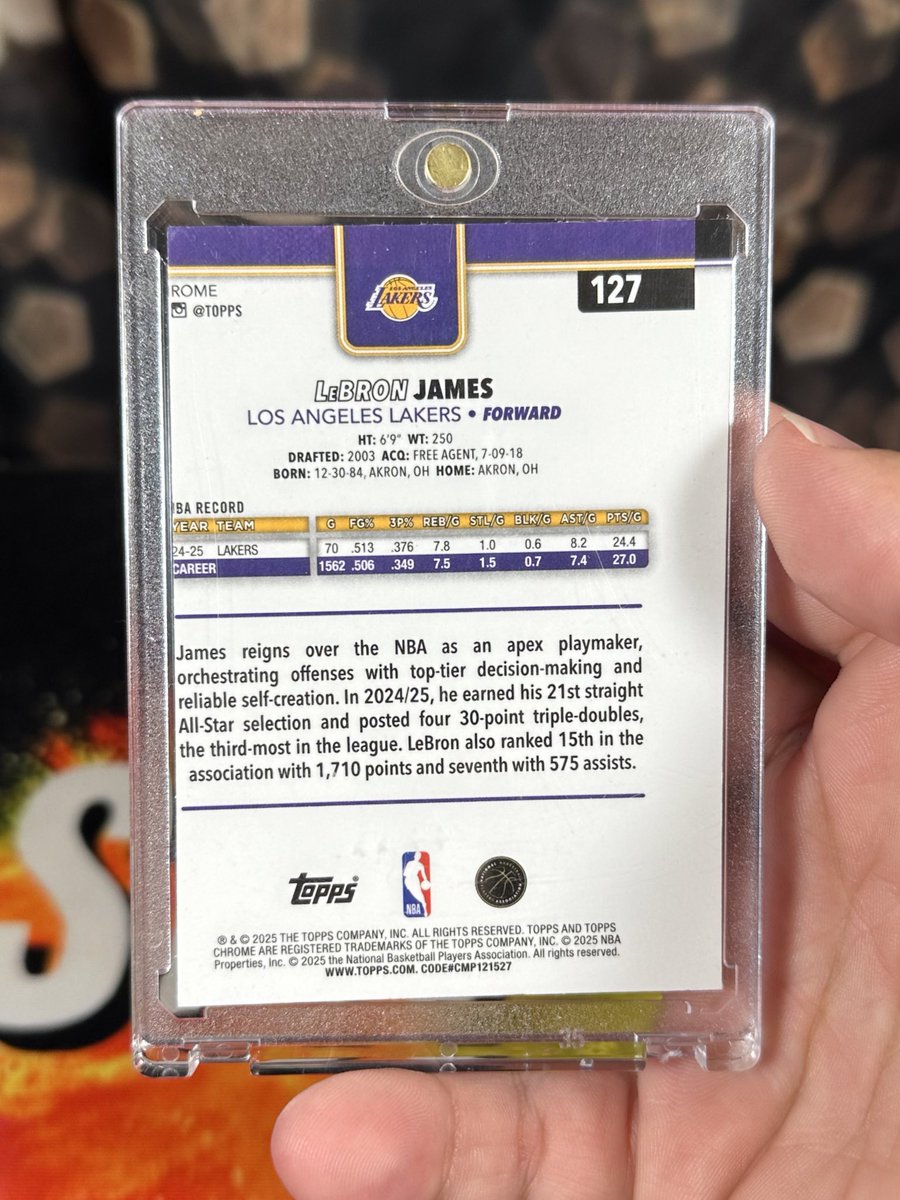 LOS ANGELES
LAKERS
127
ROME
@TOPPS
LeBRON JAMES
LOS ANGELES LAKERS • FORWARD
HT: 6'9" WT: 250
DRAFTED: 2003 ACQ: FREE AGENT, 7-09-18
BORN: 12-30-84, AKRON, OH HOME: AKRON, OH
BA RECORD
YEAR TEAM G FG% 3P% REB/G STL/G BLK/G AST/G PTS/G
24-25 LAKERS 70 .513 .376 7.8 1.0 0.6 8.2 24.4
CAREER 1562 .506 .349 7.5 1.5 0.7 7.4 27.0
James reigns over the NBA as an apex playmaker,
orchestrating offenses with top-tier decision-making and
reliable self-creation. In 2024/25, he earned his 21st straight
All-Star selection and posted four 30-point triple-doubles,
the third-most in the league. LeBron also ranked 15th in the
association with 1,710 points and seventh with 575 assists.
Topps®
NBA
® & © 2025 THE TOPPS COMPANY, INC. ALL RIGHTS RESERVED. TOPPS AND TOPPS
CHROME ARE REGISTERED TRADEMARKS OF THE TOPPS COMPANY, INC. © 2025 NBA
Properties, Inc. © 2025 the National Basketball Players Association. All rights reserved.
WWW.TOPPS.COM. CODE#CMP121527
S